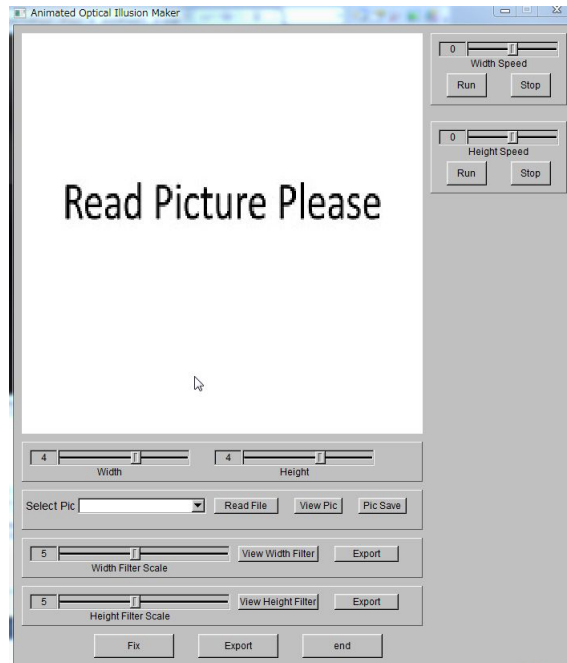 Animated Optical Illusion Maker
0
Width Speed
Run Stop
0
Height Speed
Run Stop
Read Picture Please
4 4
Width Height
Select Pic Read File View Pic Pic Save
5 View Width Filter Export
Width Filter Scale
5 View Height Filter Export
Height Filter Scale
Fix Export end